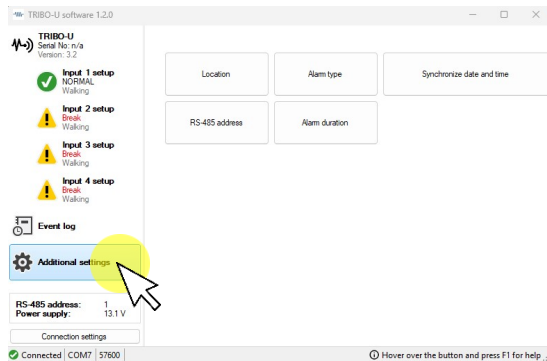 TRIBO-U software 1.2.0
TRIBO-U
Serial No: n/a
Version: 3.2
Input 1 setup
NORMAL
Walking
Input 2 setup
Break
Walking
Input 3 setup
Break
Walking
Input 4 setup
Break
Walking
Event log
Additional settings
RS-485 address: 1
Power supply: 13.1 V
Connection settings
Location
Alarm type
Synchronize date and time
RS-485 address
Alarm duration
Connected COM7 57600
Hover over the button and press F1 for help